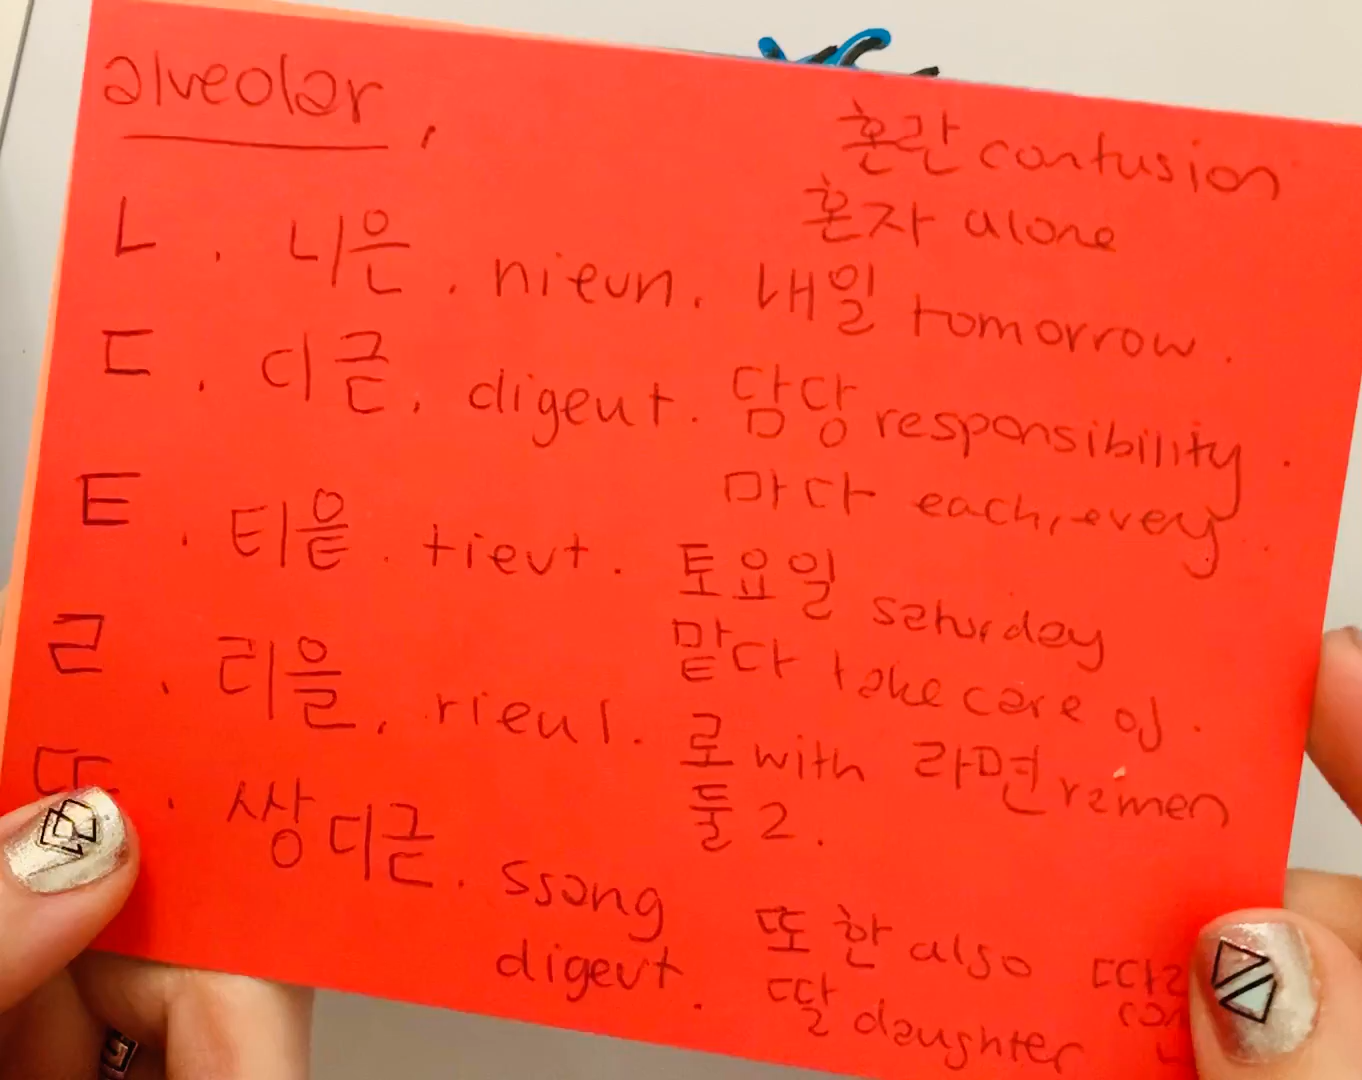 alveolar,
혼란 confusion
혼자 alone
ㄴ. 니은. nieun. 내일 tomorrow.
ㄷ. 디귿. digeut. 담당 responsibility.
마다 each, every.
ㅌ. 티읕. tieut. 토요일 saturday
맡다 take care of.
ㄹ. 리을. rieul. 로 with 라면 ramen
둘 2.
ㄸ. 쌍디귿. ssang
digeut. 또한 also
딸 daughter